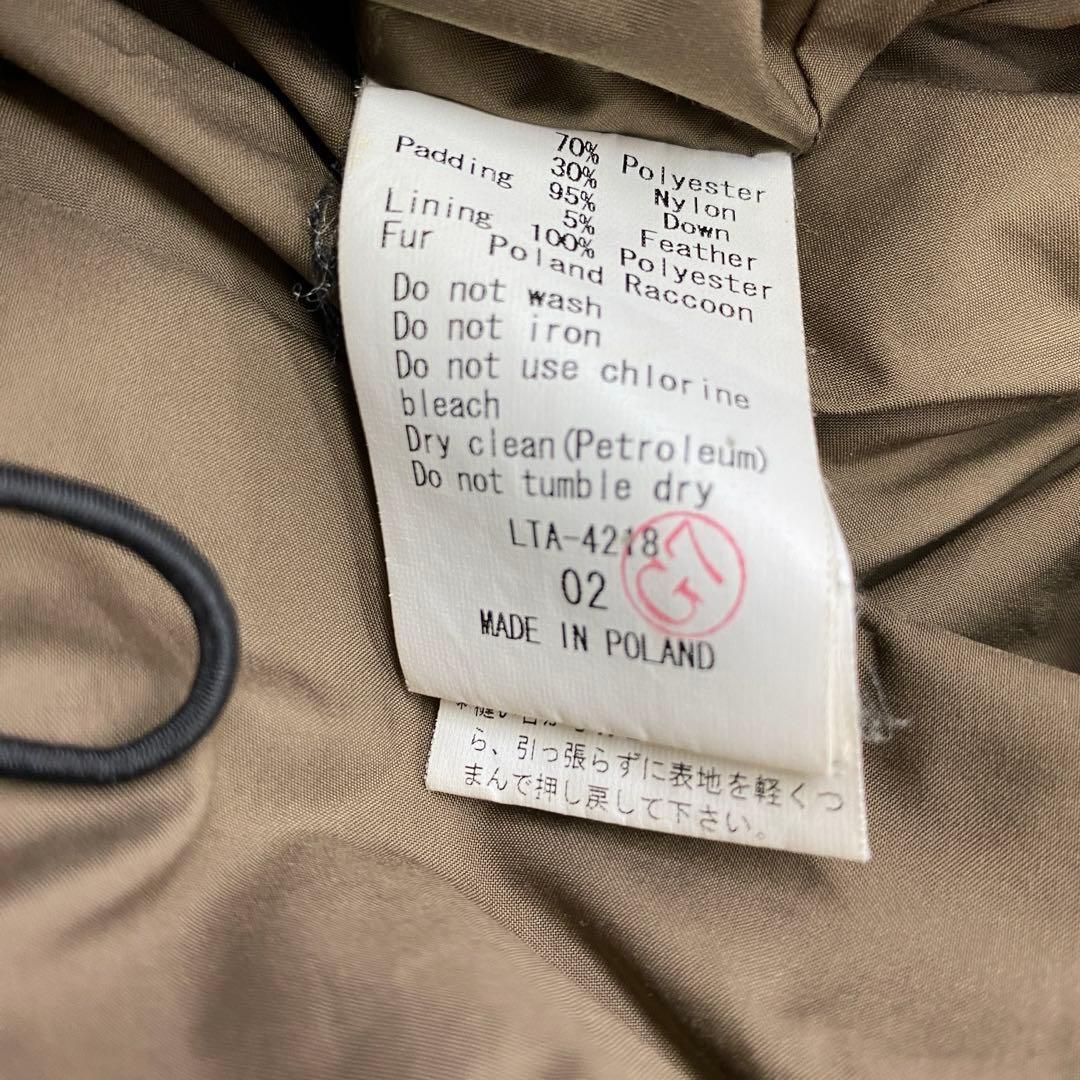 70% Polyester
30% Nylon
Padding 95% Down
5% Feather
Lining 100% Polyester
Fur Poland Raccoon
Do not wash
Do not iron
Do not use chlorine
bleach
Dry clean(Petroleum)
Do not tumble dry
LTA-4218
02
MADE IN POLAND
ら、引っ張らずに表地を軽くつ
まんで押し戻して下さい。